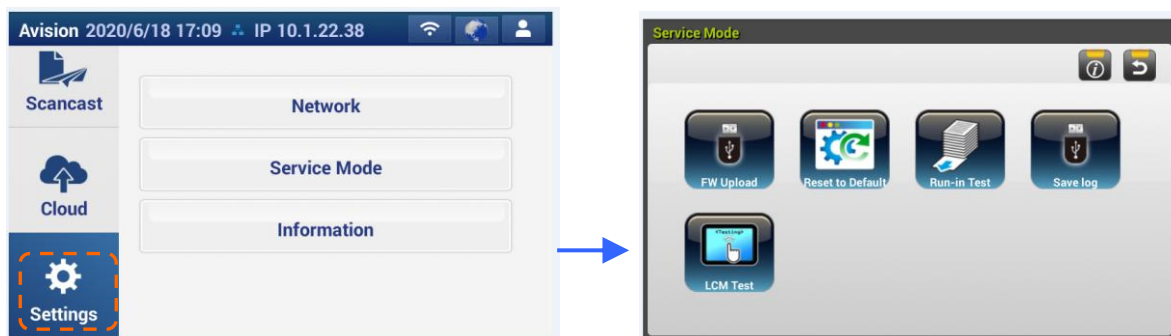 Avision 2020/6/18 17:09 IP 10.1.22.38
Scancast
Cloud
Settings
Network
Service Mode
Information
Service Mode
FW Upload
Reset to Default
Run-in Test
Save log
<Testing>
LCM Test